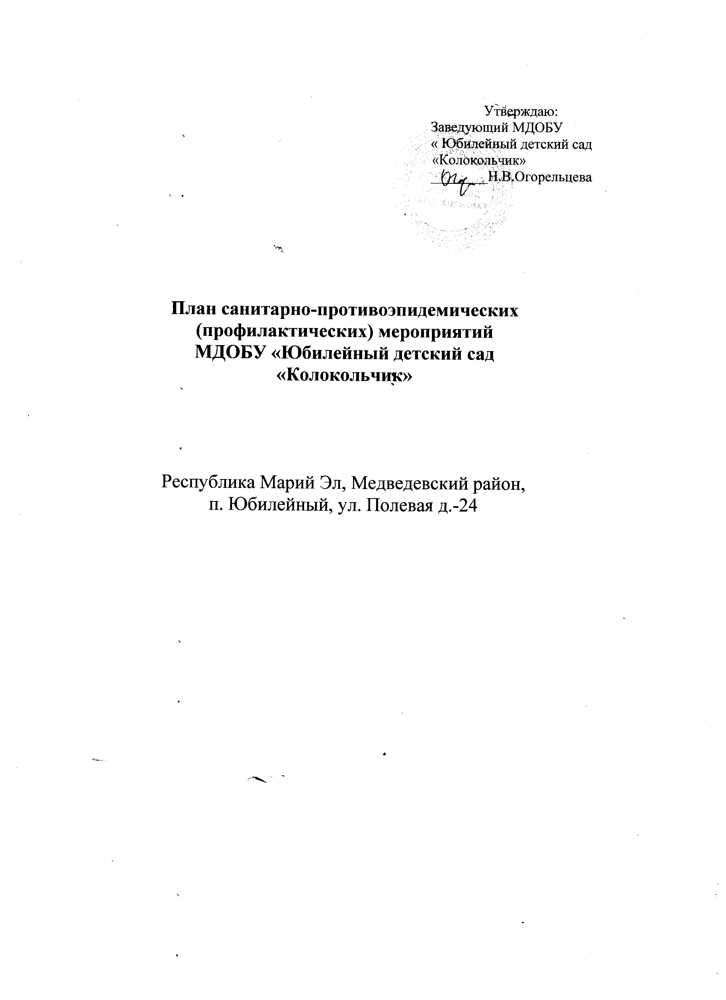 Утверждаю:
Заведующий МДОБУ
« Юбилейный детский сад
«Колокольчик»
________Н.В.Огорельцева
План санитарно-противоэпидемических
(профилактических) мероприятий
МДОБУ «Юбилейный детский сад
«Колокольчик»
Республика Марий Эл, Медведевский район,
п. Юбилейный, ул. Полевая д.-24